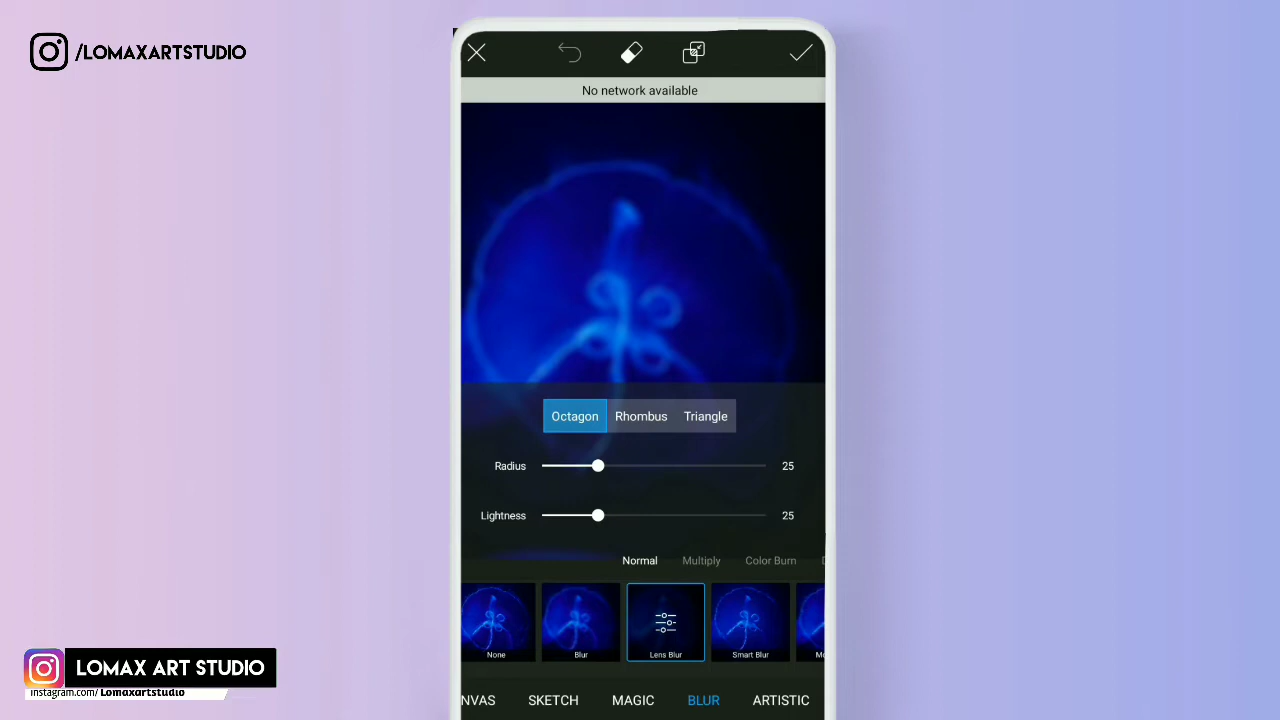 /LOMAXARTSTUDIO
No network available
Octagon Rhombus Triangle
Radius 25
Lightness 25
Normal Multiply Color Burn
None Blur Lens Blur Smart Blur
NVAS SKETCH MAGIC BLUR ARTISTIC
LOMAX ART STUDIO
instagram.com/ Lomaxartstudio